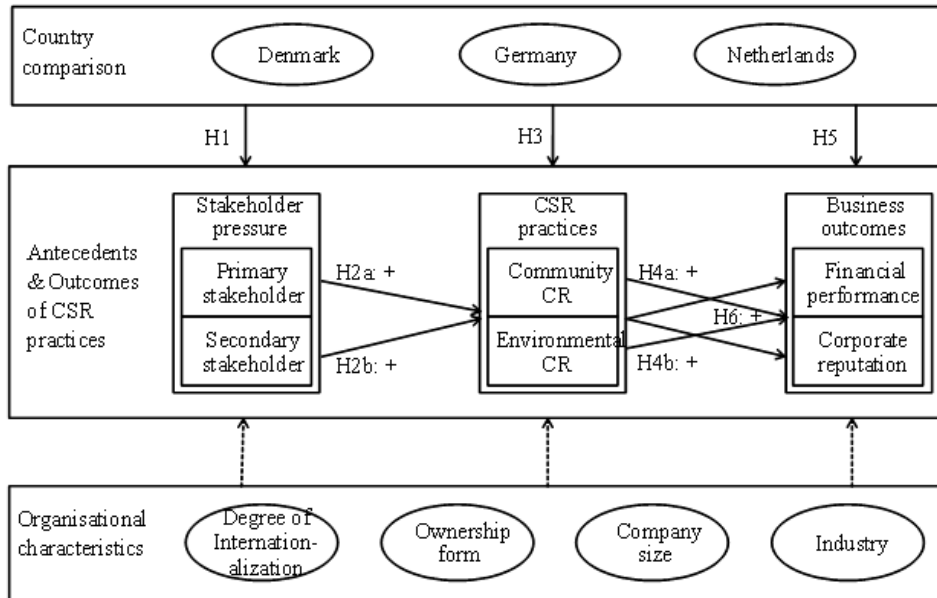 Country
comparison
Denmark
Germany
Netherlands
H1
H3
H5
Antecedents
& Outcomes
of CSR
practices
Stakeholder
pressure
Primary
stakeholder
Secondary
stakeholder
H2a: +
H2b: +
CSR
practices
Community
CR
Environmental
CR
H4a: +
H6: +
H4b: +
Business
outcomes
Financial
performance
Corporate
reputation
Organisational
characteristics
Degree of
Internation-
alization
Ownership
form
Company
size
Industry